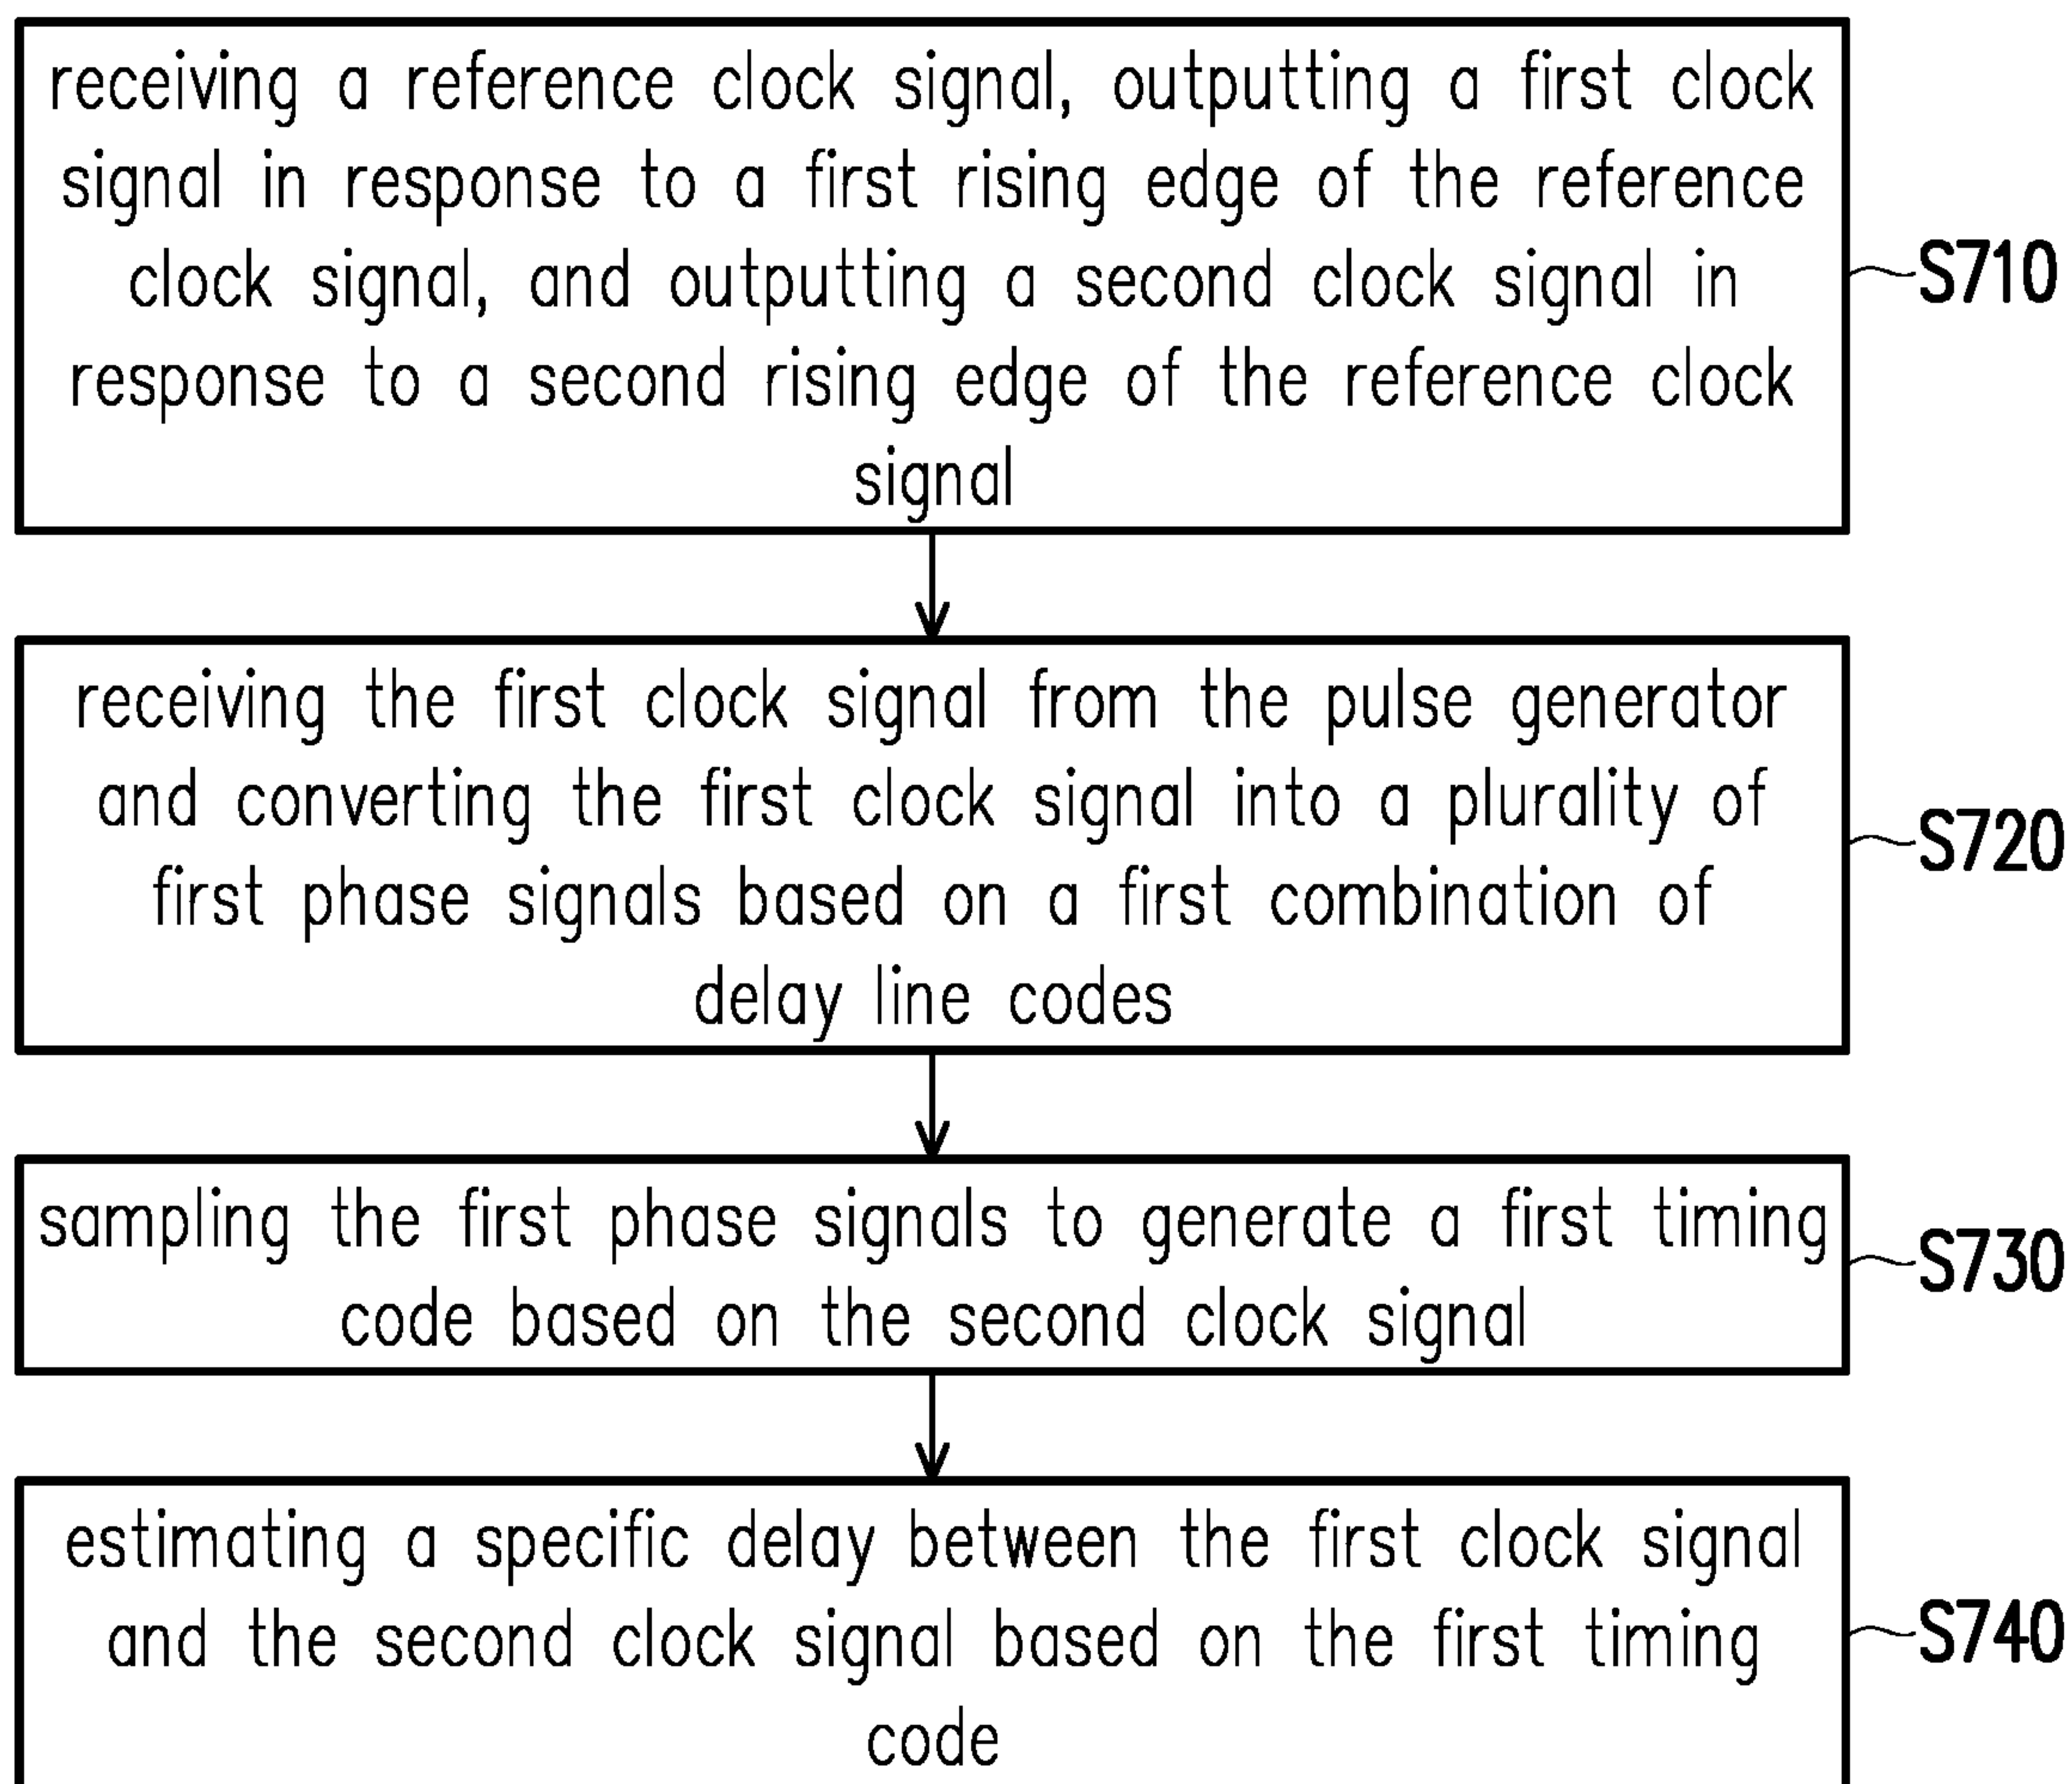 receiving a reference clock signal, outputting a first clock
signal in response to a first rising edge of the reference
clock signal, and outputting a second clock signal in
response to a second rising edge of the reference clock
signal
S710
receiving the first clock signal from the pulse generator
and converting the first clock signal into a plurality of
first phase signals based on a first combination of
delay line codes
S720
sampling the first phase signals to generate a first timing
code based on the second clock signal
S730
estimating a specific delay between the first clock signal
and the second clock signal based on the first timing
code
S740